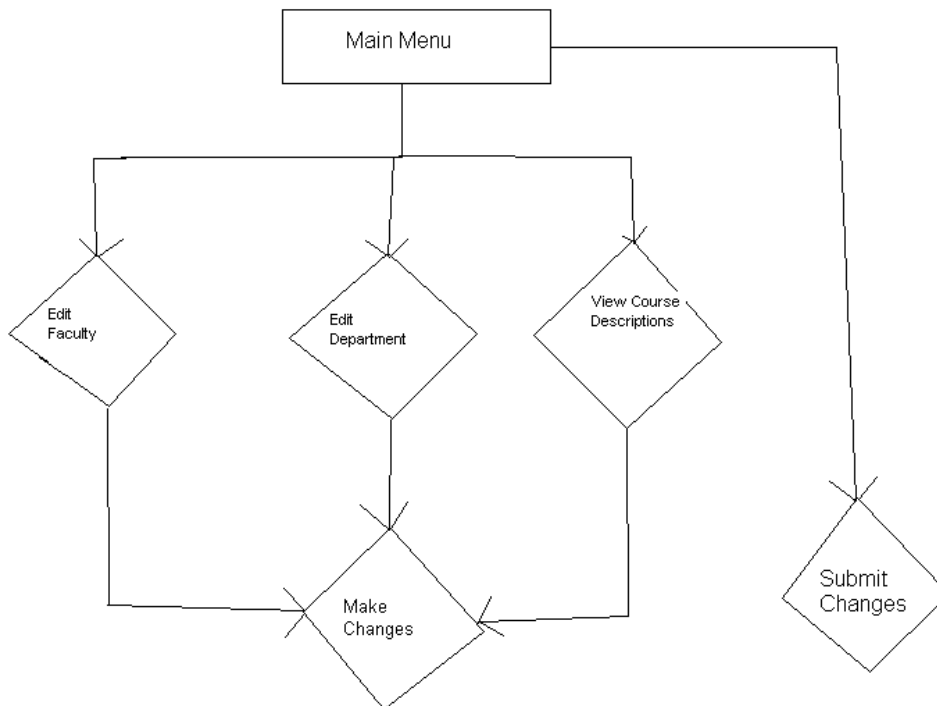 Main Menu
Edit
Faculty
Edit
Department
View Course
Descriptions
Make
Changes
Submit
Changes